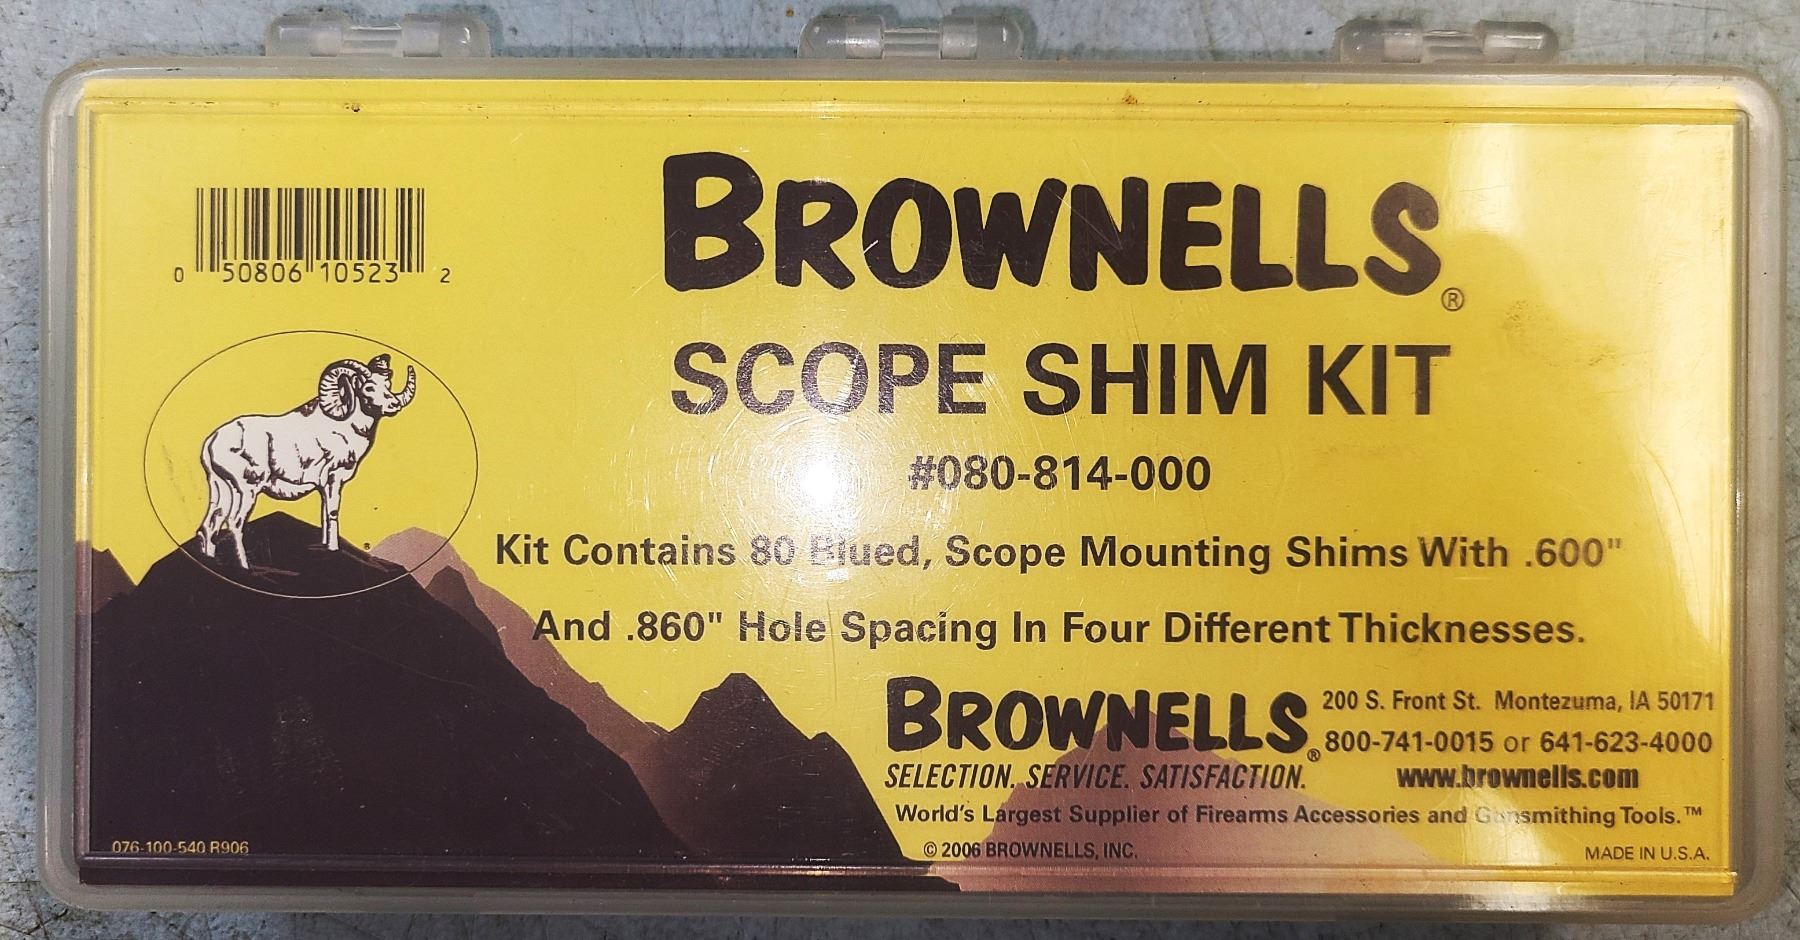 0 50806 10523 2
BROWNELLS®
SCOPE SHIM KIT
#080-814-000
Kit Contains 80 Blued, Scope Mounting Shims With .600"
And .860" Hole Spacing In Four Different Thicknesses.
BROWNELLS®
SELECTION. SERVICE. SATISFACTION.
200 S. Front St. Montezuma, IA 50171
800-741-0015 or 641-623-4000
www.brownells.com
World's Largest Supplier of Firearms Accessories and Gunsmithing Tools.™
076-100-540 R906
© 2006 BROWNELLS, INC.
MADE IN U.S.A.